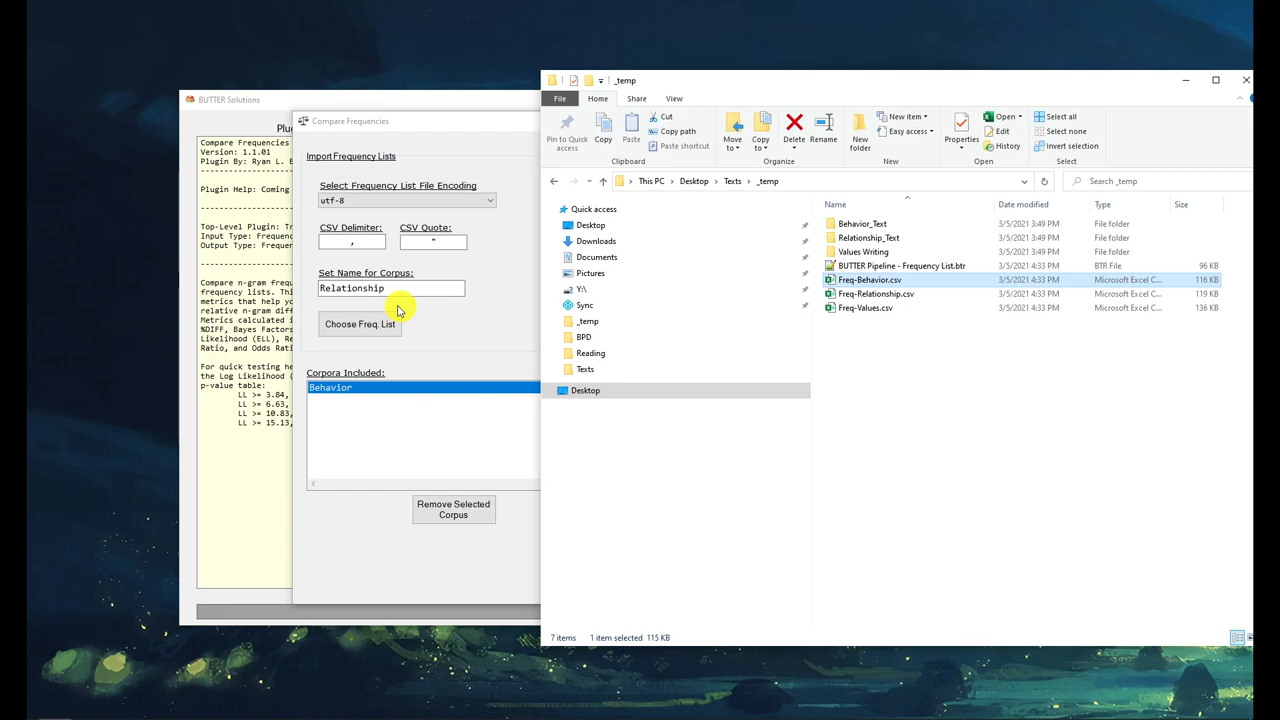 BUTTER Solutions
Compare Frequencies
Version: 1.1.01
Plugin By: Ryan L.
Plugin Help: Coming
Top-Level Plugin:
Input Type:
Output Type:
Compare n-gram
frequency lists.
metrics that help
relative n-gram
Metrics calculated
%DIFF, Bayes Factors
Likelihood (ELL),
Ratio, and Odds
For quick testing
the Log Likelihood
p-value table:
LL >= 3.84,
LL >= 6.63,
LL >= 10.83,
LL >= 15.13,
Compare Frequencies
Import Frequency Lists
Select Frequency List File Encoding
utf-8
CSV Delimiter: CSV Quote:
, "
Set Name for Corpus:
Relationship
Choose Freq. List
Corpora Included:
Behavior
Remove Selected
Corpus
_temp
File Home Share View
Pin to Quick
access
Copy
Paste
Cut
Copy path
Paste shortcut
Clipboard
Move
to
Copy
to
Delete
Rename
Organize
New
folder
New item
Easy access
New
Properties
Open
Edit
History
Open
Select all
Select none
Invert selection
Select
This PC > Desktop > Texts > _temp
Search _temp
Quick access
Desktop
Downloads
Documents
Pictures
Y:\
Sync
_temp
BPD
Reading
Texts
Desktop
Name Date modified Type Size
Behavior_Text 3/5/2021 3:49 PM File folder
Relationship_Text 3/5/2021 3:49 PM File folder
Values Writing 3/5/2021 3:49 PM File folder
BUTTER Pipeline - Frequency List.btr 3/5/2021 4:33 PM BTR File 96 KB
Freq-Behavior.csv 3/5/2021 4:33 PM Microsoft Excel C... 116 KB
Freq-Relationship.csv 3/5/2021 4:33 PM Microsoft Excel C... 119 KB
Freq-Values.csv 3/5/2021 4:33 PM Microsoft Excel C... 136 KB
7 items 1 item selected 115 KB